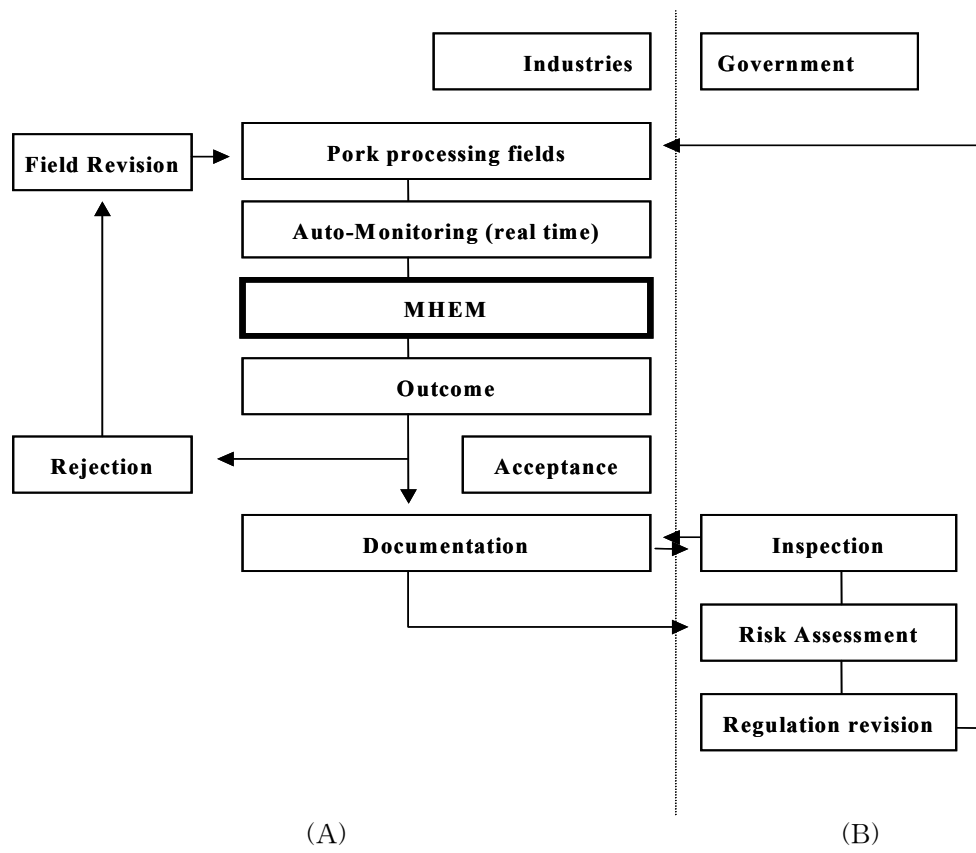 Industries
Government
Field Revision
Pork processing fields
Auto-Monitoring (real time)
MHEM
Outcome
Rejection
Acceptance
Documentation
Inspection
Risk Assessment
Regulation revision
(A)
(B)